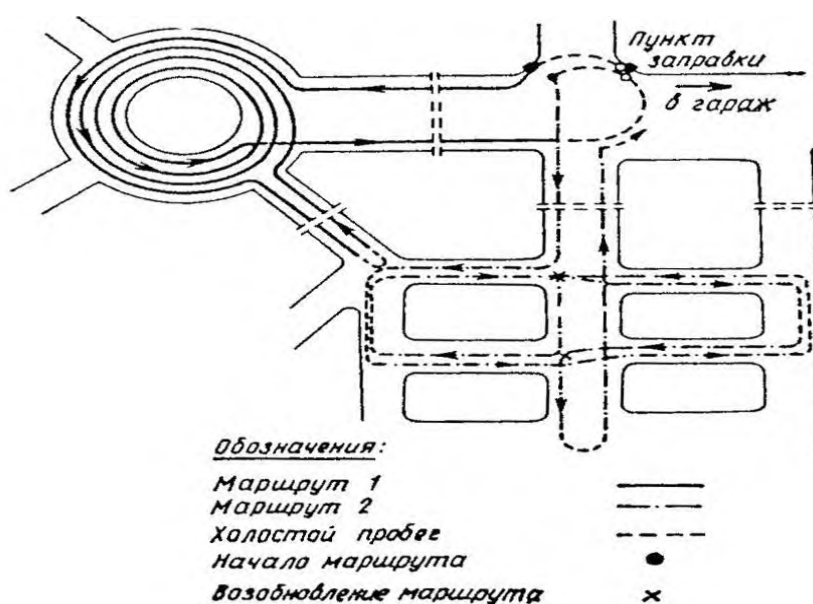 Пункт
заправки
в гараж
Обозначения:
Маршрут 1
Маршрут 2
Холостой пробег
Начало маршрута
Возобновление маршрута